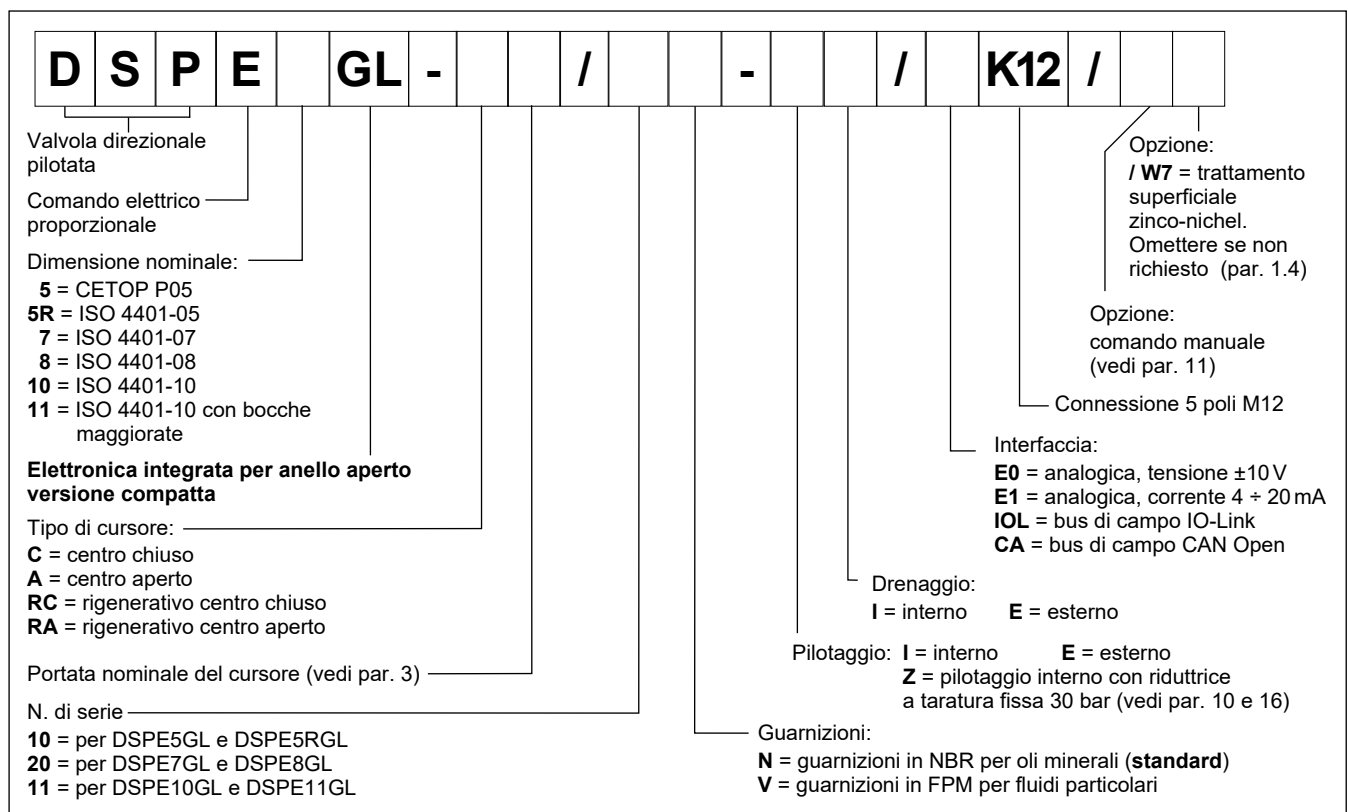 D S P E GL - / - / K12 /
Valvola direzionale
pilotata
Comando elettrico
proporzionale
Dimensione nominale:
5 = CETOP P05
5R = ISO 4401-05
7 = ISO 4401-07
8 = ISO 4401-08
10 = ISO 4401-10
11 = ISO 4401-10 con bocche
maggiorate
Elettronica integrata per anello aperto
versione compatta
Tipo di cursore:
C = centro chiuso
A = centro aperto
RC = rigenerativo centro chiuso
RA = rigenerativo centro aperto
Portata nominale del cursore (vedi par. 3)
N. di serie
10 = per DSPE5GL e DSPE5RGL
20 = per DSPE7GL e DSPE8GL
11 = per DSPE10GL e DSPE11GL
Opzione:
/ W7 = trattamento
superficiale
zinco-nichel.
Omettere se non
richiesto (par. 1.4)
Opzione:
comando manuale
(vedi par. 11)
Connessione 5 poli M12
Interfaccia:
E0 = analogica, tensione ±10 V
E1 = analogica, corrente 4 ÷ 20 mA
IOL = bus di campo IO-Link
CA = bus di campo CAN Open
Drenaggio:
I = interno E = esterno
Pilotaggio: I = interno E = esterno
Z = pilotaggio interno con riduttrice
a taratura fissa 30 bar (vedi par. 10 e 16)
Guarnizioni:
N = guarnizioni in NBR per oli minerali (standard)
V = guarnizioni in FPM per fluidi particolari